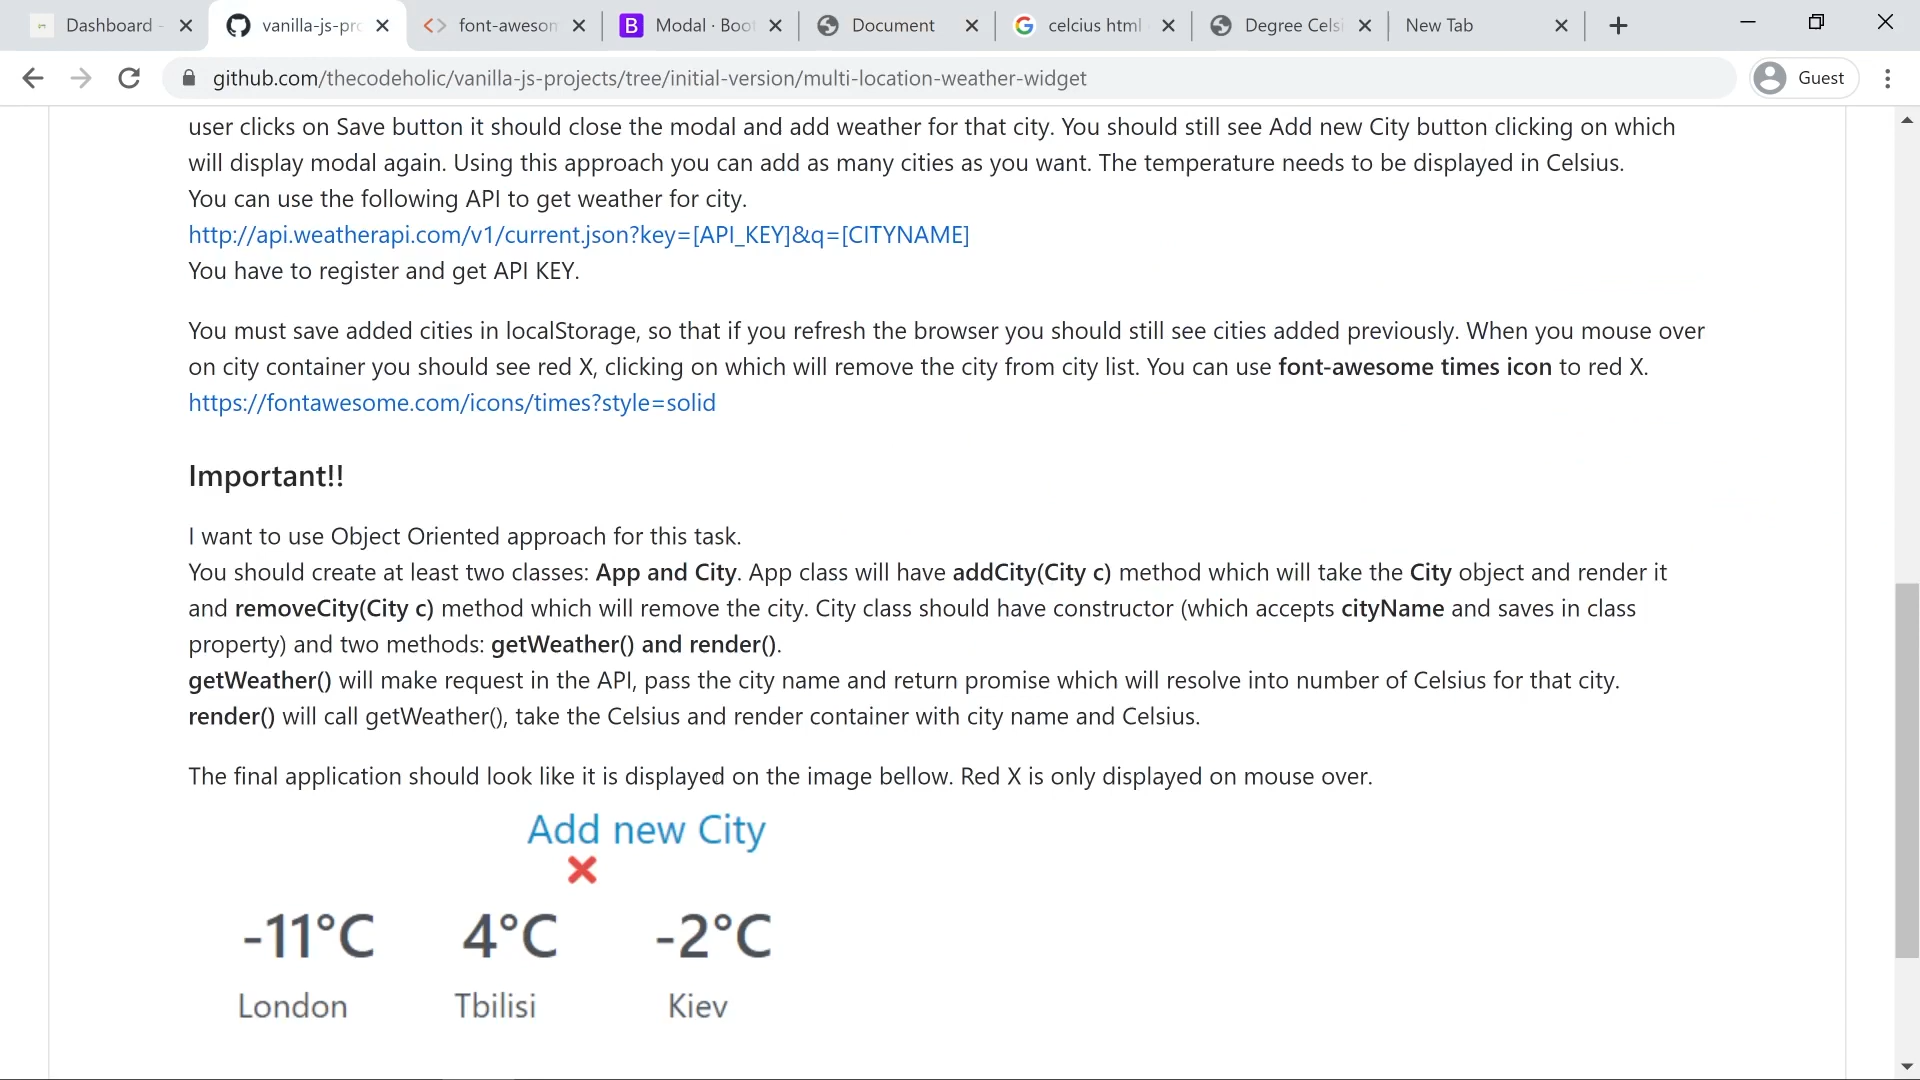 Dashboard -
vanilla-js-pro
font-awesom
B Modal · Boot
Document
celcius html
Degree Celsi
New Tab
github.com/thecodeholic/vanilla-js-projects/tree/initial-version/multi-location-weather-widget
Guest
user clicks on Save button it should close the modal and add weather for that city. You should still see Add new City button clicking on which
will display modal again. Using this approach you can add as many cities as you want. The temperature needs to be displayed in Celsius.
You can use the following API to get weather for city.
http://api.weatherapi.com/v1/current.json?key=[API_KEY]&q=[CITYNAME]
You have to register and get API KEY.
You must save added cities in localStorage, so that if you refresh the browser you should still see cities added previously. When you mouse over
on city container you should see red X, clicking on which will remove the city from city list. You can use font-awesome times icon to red X.
https://fontawesome.com/icons/times?style=solid
Important!!
I want to use Object Oriented approach for this task.
You should create at least two classes: App and City. App class will have addCity(City c) method which will take the City object and render it
and removeCity(City c) method which will remove the city. City class should have constructor (which accepts cityName and saves in class
property) and two methods: getWeather() and render().
getWeather() will make request in the API, pass the city name and return promise which will resolve into number of Celsius for that city.
render() will call getWeather(), take the Celsius and render container with city name and Celsius.
The final application should look like it is displayed on the image bellow. Red X is only displayed on mouse over.
Add new City
-11°C 4°C -2°C
London Tbilisi Kiev